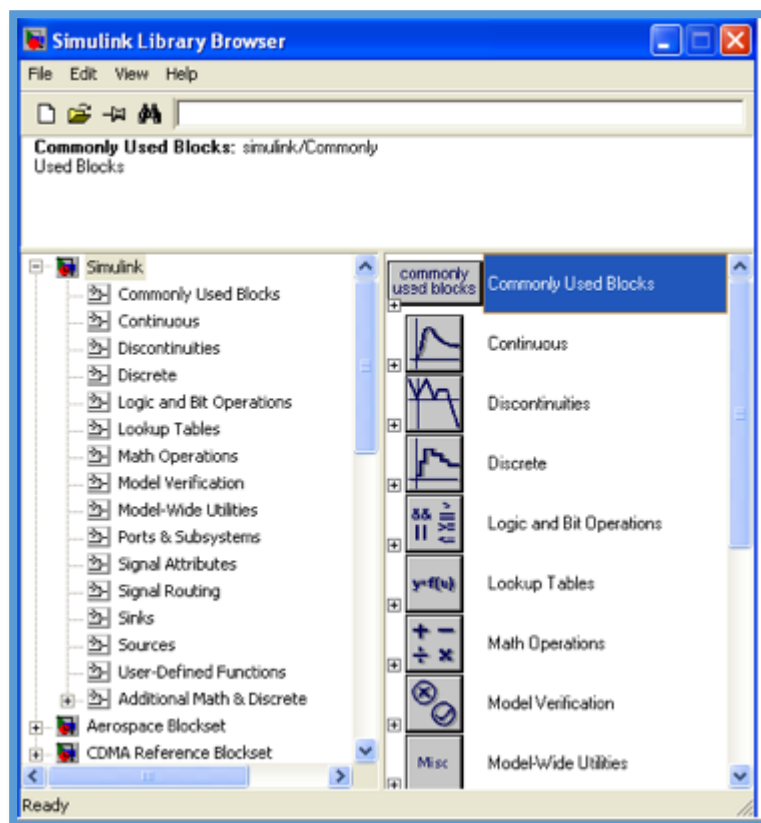 Simulink Library Browser
File Edit View Help
Commonly Used Blocks: simulink/Commonly
Used Blocks
Simulink
Commonly Used Blocks
Continuous
Discontinuities
Discrete
Logic and Bit Operations
Lookup Tables
Math Operations
Model Verification
Model-Wide Utilities
Ports & Subsystems
Signal Attributes
Signal Routing
Sinks
Sources
User-Defined Functions
Additional Math & Discrete
Aerospace Blockset
CDMA Reference Blockset
commonly
used blocks
Commonly Used Blocks
Continuous
Discontinuities
Discrete
Logic and Bit Operations
y=f(u)
Lookup Tables
+ −
÷ ×
Math Operations
Model Verification
Misc
Model-Wide Utilities
Ready